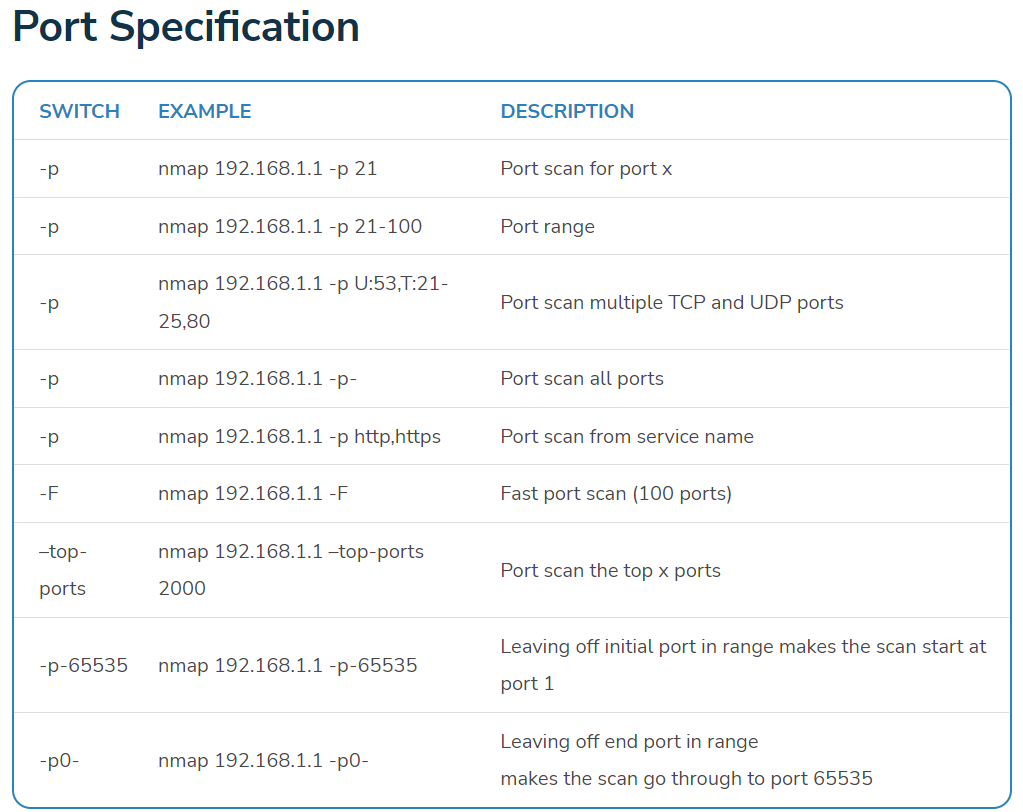 Port Specification
SWITCH EXAMPLE DESCRIPTION
-p nmap 192.168.1.1 -p 21 Port scan for port x
-p nmap 192.168.1.1 -p 21-100 Port range
-p nmap 192.168.1.1 -p U:53,T:21-
25,80 Port scan multiple TCP and UDP ports
-p nmap 192.168.1.1 -p- Port scan all ports
-p nmap 192.168.1.1 -p http,https Port scan from service name
-F nmap 192.168.1.1 -F Fast port scan (100 ports)
–top-
ports nmap 192.168.1.1 –top-ports
2000 Port scan the top x ports
-p-65535 nmap 192.168.1.1 -p-65535 Leaving off initial port in range makes the scan start at
port 1
-p0- nmap 192.168.1.1 -p0- Leaving off end port in range
makes the scan go through to port 65535